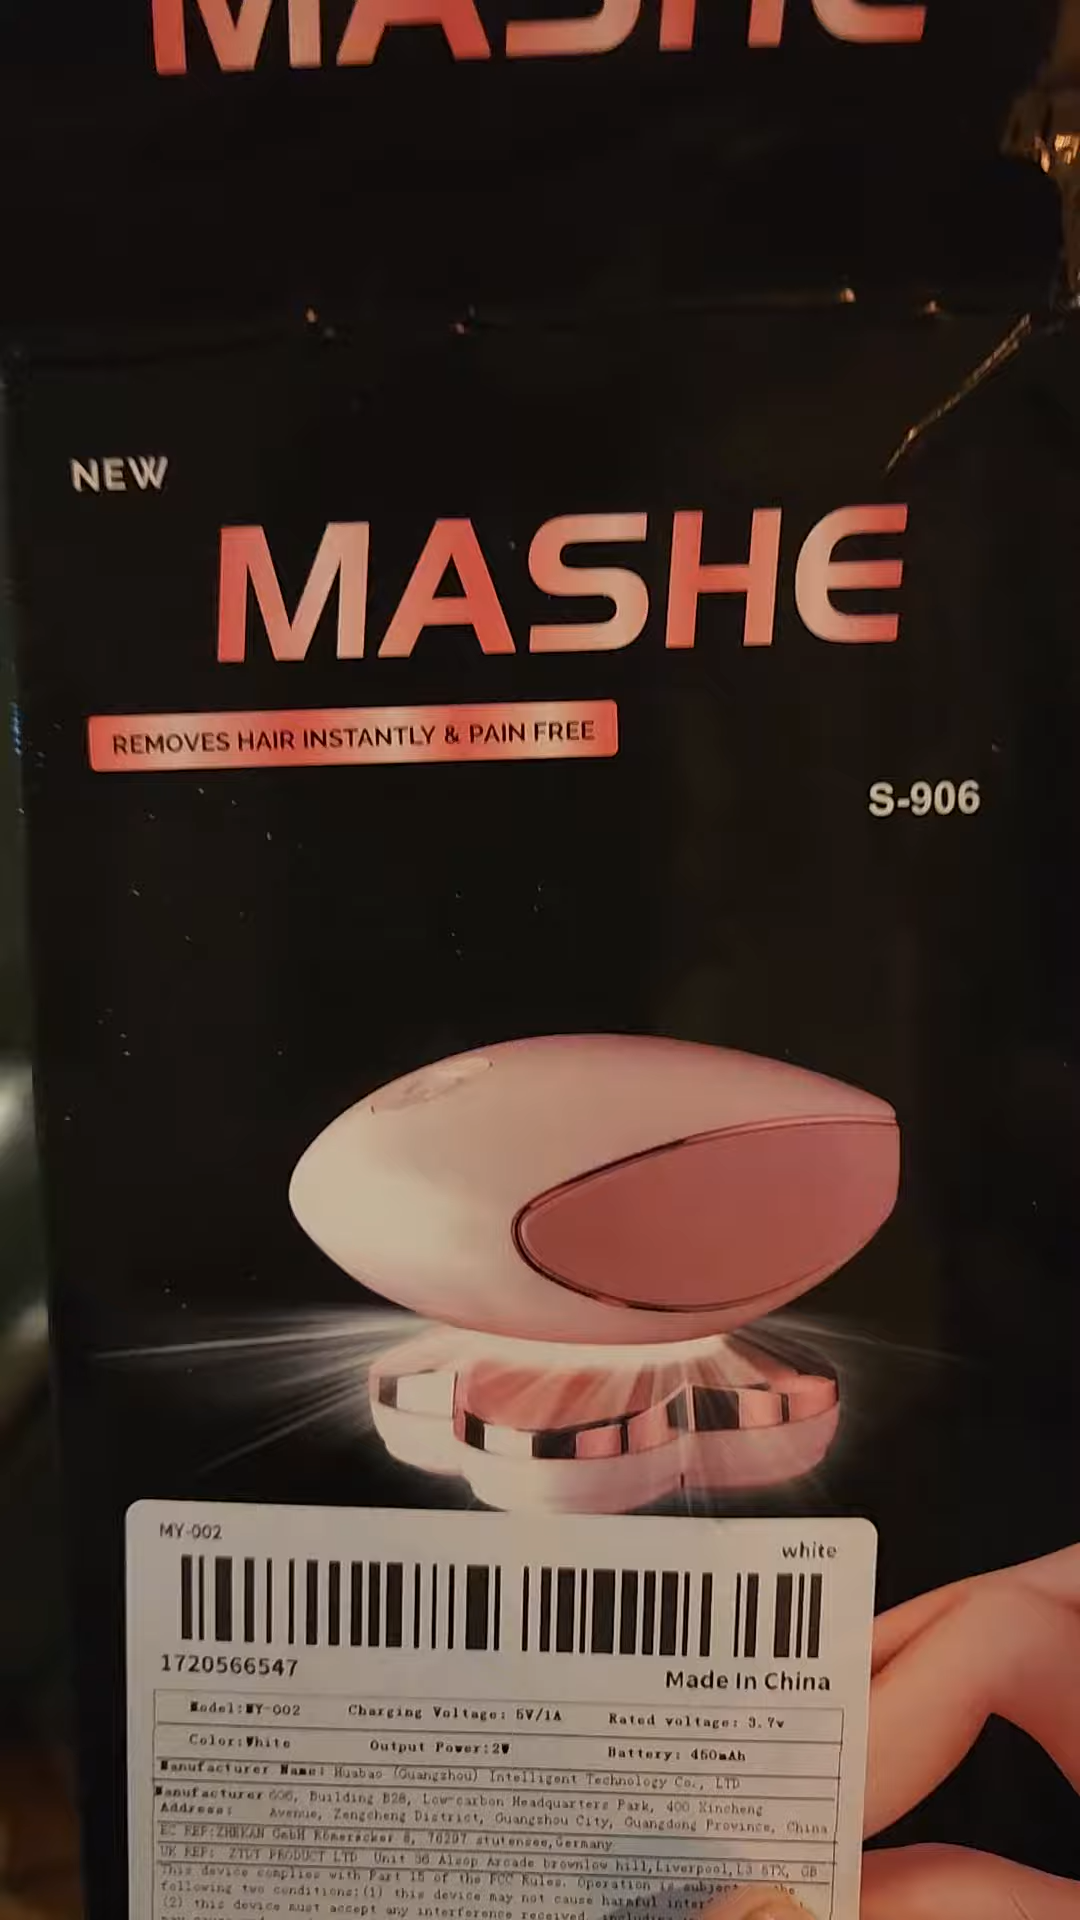 MASHE
NEW
MASHE
REMOVES HAIR INSTANTLY & PAIN FREE
S-906
MY-002 white
1720566547 Made In China
Model:MY-002 Charging Voltage: 5V/1A Rated voltage: 3.7v
Color:White Output Power:2W Battery: 450mAh
Manufacturer Name: Huabao (Guangzhou) Intelligent Technology Co., LTD
Manufacturer 606, Building B28, Low-carbon Headquarters Park, 400 Xincheng
Address: Avenue, Zengcheng District, Guangzhou City, Guangdong Province, China
EC REP:ZHEKAN GmbH Römeräcker 8, 76297 stutensee,Germany
UK REP: ZTDT PRODUCT LTD Unit 36 Alsop Arcade brownlow hill,Liverpool,L3 5TX, GB
This device complies with Part 15 of the FCC Rules. Operation is subject the
following two conditions:(1) this device may not cause harmful
(2) this device must accept any interference received,